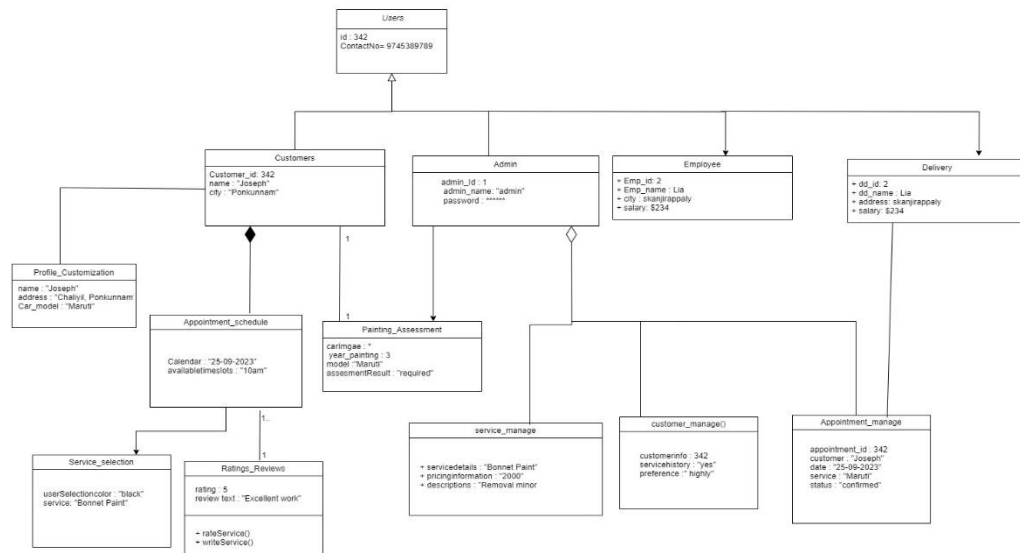 Users
id : 342
ContactNo= 9745389789
Customers
Customer_id: 342
name : "Joseph"
city : "Ponkunnam"
Admin
admin_Id : 1
admin_name: "admin"
password : ******
Employee
+ Emp_id: 2
+ Emp_name : Lia
+ city : skanjirappaly
+ salary: $234
Delivery
+ dd_id: 2
+ dd_name : Lia
+ address: skanjirappaly
+ salary: $234
1
1
Profile_Customization
name : "Joseph"
address : "Chaliyil, Ponkunnam
Car_model : "Maruti"
Appointment_schedule
Calendar : "25-09-2023"
availabletimeslots : "10am"
Painting_Assessment
carImgae : *
year_painting : 3
model :"Maruti"
assesmentResult : "required"
1..
1
Service_selection
userSelectioncolor : "black"
service: "Bonnet Paint"
Ratings_Reviews
rating : 5
review text : "Excellent work"
+ rateService()
+ writeService()
service_manage
+ servicedetails : "Bonnet Paint"
+ pricinginformation : "2000"
+ descriptions : "Removal minor
customer_manage()
customerinfo : 342
servicehistory : "yes"
preference : " highly"
Appointment_manage
appointment_id : 342
customer : "Joseph"
date : "25-09-2023"
service : "Maruti"
status : "confirmed"